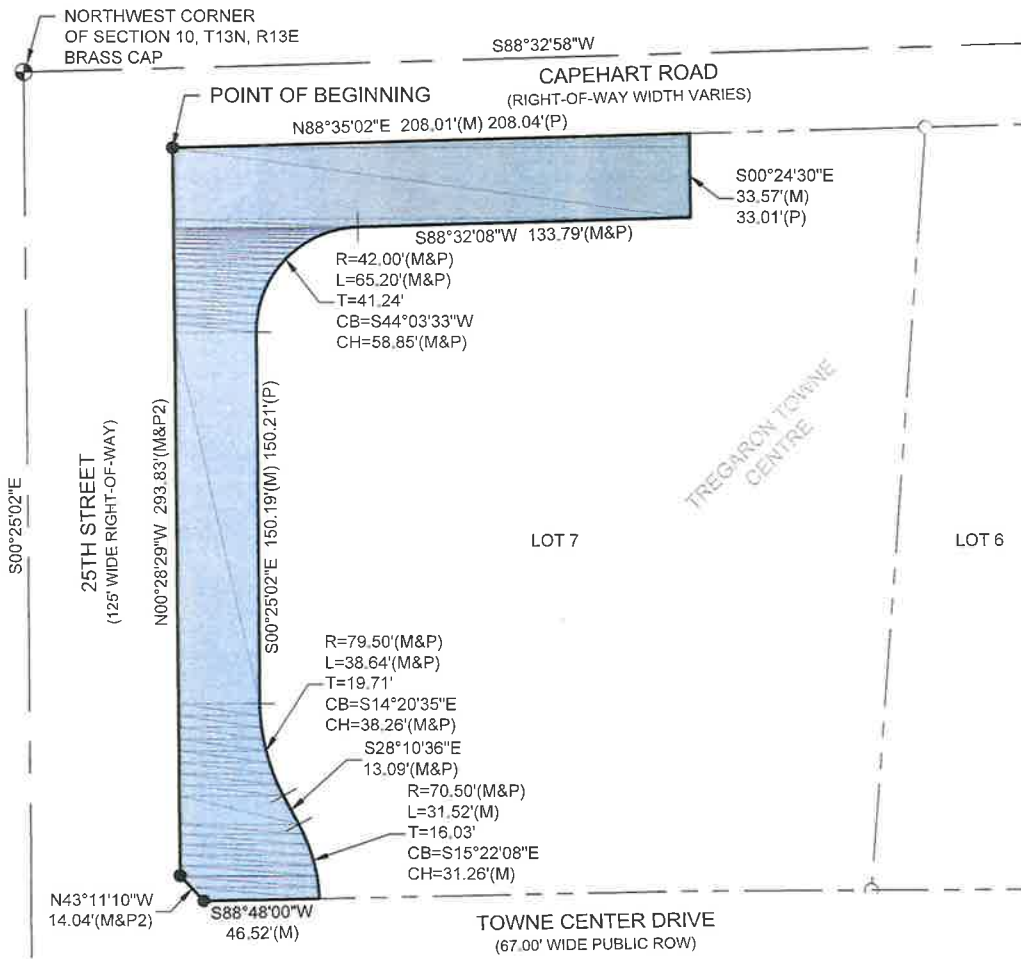 NORTHWEST CORNER
OF SECTION 10, T13N, R13E
BRASS CAP
S88°32'58"W
CAPEHART ROAD
(RIGHT-OF-WAY WIDTH VARIES)
POINT OF BEGINNING
N88°35'02"E 208.01'(M) 208.04'(P)
S00°24'30"E
33.57'(M)
33.01'(P)
S88°32'08"W 133.79'(M&P)
R=42.00'(M&P)
L=65.20'(M&P)
T=41.24'
CB=S44°03'33"W
CH=58.85'(M&P)
S00°25'02"E
25TH STREET
(125' WIDE RIGHT-OF-WAY)
N00°28'29"W 293.83'(M&P2)
S00°25'02"E 150.19'(M) 150.21'(P)
TREGARON TOWNE
CENTRE
LOT 7
LOT 6
R=79.50'(M&P)
L=38.64'(M&P)
T=19.71'
CB=S14°20'35"E
CH=38.26'(M&P)
S28°10'36"E
13.09'(M&P)
R=70.50'(M&P)
L=31.52'(M)
T=16.03'
CB=S15°22'08"E
CH=31.26'(M)
N43°11'10"W
14.04'(M&P2)
S88°48'00"W
46.52'(M)
TOWNE CENTER DRIVE
(67.00' WIDE PUBLIC ROW)